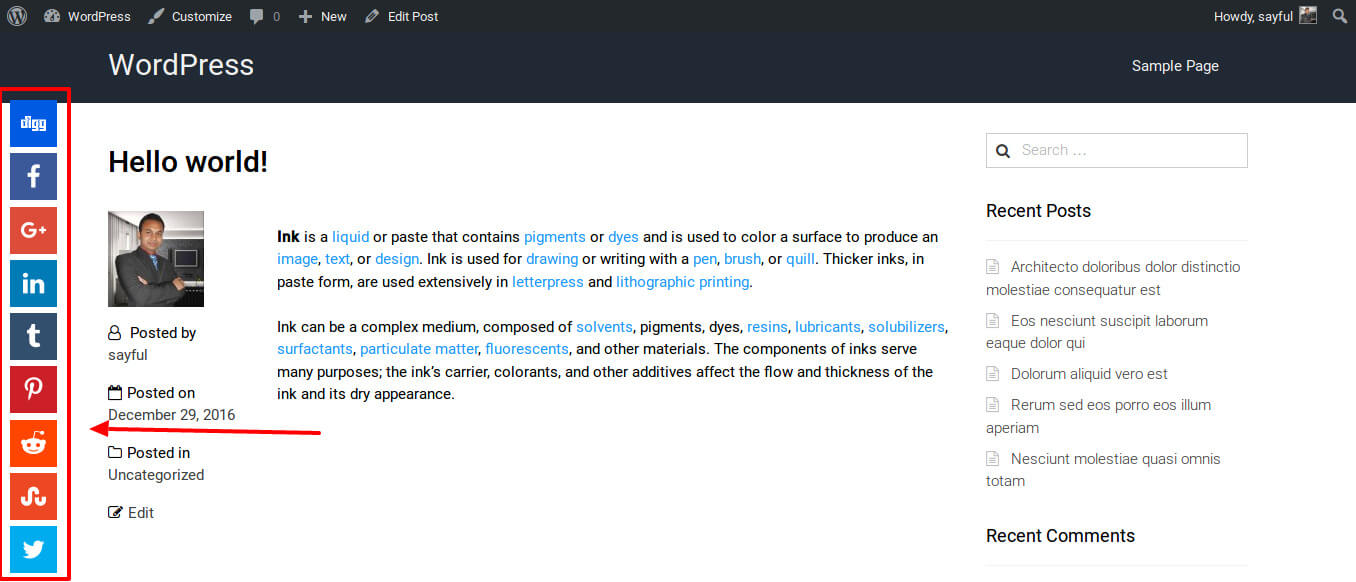 WordPress Customize 0 New Edit Post Howdy, sayful
WordPress
Sample Page
digg
f
G+
in
t
Hello world!
Ink is a liquid or paste that contains pigments or dyes and is used to color a surface to produce an
image, text, or design. Ink is used for drawing or writing with a pen, brush, or quill. Thicker inks, in
paste form, are used extensively in letterpress and lithographic printing.
Ink can be a complex medium, composed of solvents, pigments, dyes, resins, lubricants, solubilizers,
surfactants, particulate matter, fluorescents, and other materials. The components of inks serve
many purposes; the ink’s carrier, colorants, and other additives affect the flow and thickness of the
ink and its dry appearance.
Posted by
sayful
Posted on
December 29, 2016
Posted in
Uncategorized
Edit
Search …
Recent Posts
Architecto doloribus dolor distinctio
molestiae consequatur est
Eos nesciunt suscipit laborum
eaque dolor qui
Dolorum aliquid vero est
Rerum sed eos porro eos illum
aperiam
Nesciunt molestiae quasi omnis
totam
Recent Comments